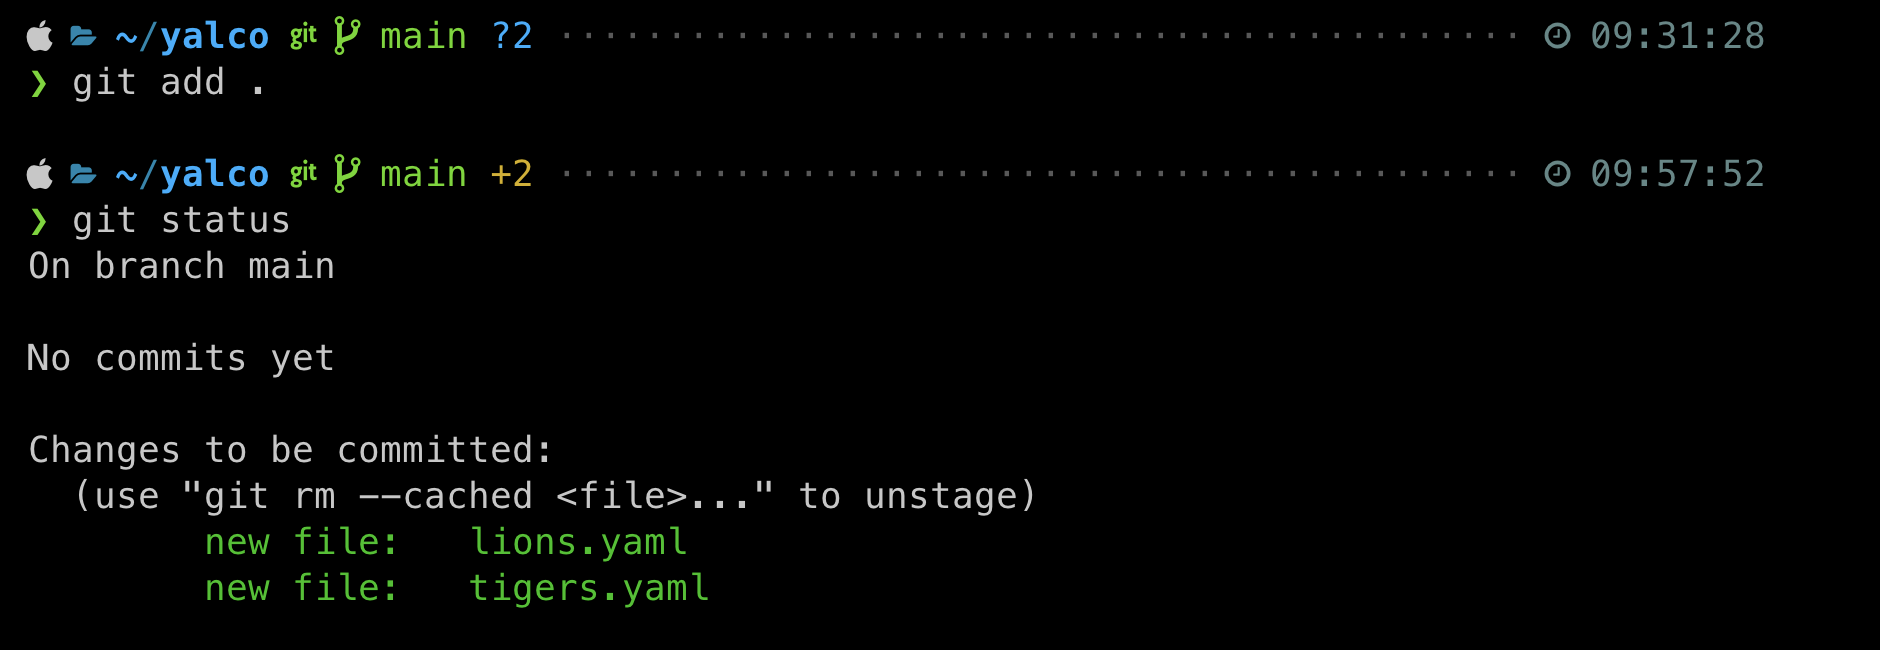 ~/yalco git main ?2 ············································ 09:31:28
❯ git add .
~/yalco git main +2 ············································ 09:57:52
❯ git status
On branch main
No commits yet
Changes to be committed:
(use "git rm --cached <file>..." to unstage)
new file:   lions.yaml
new file:   tigers.yaml